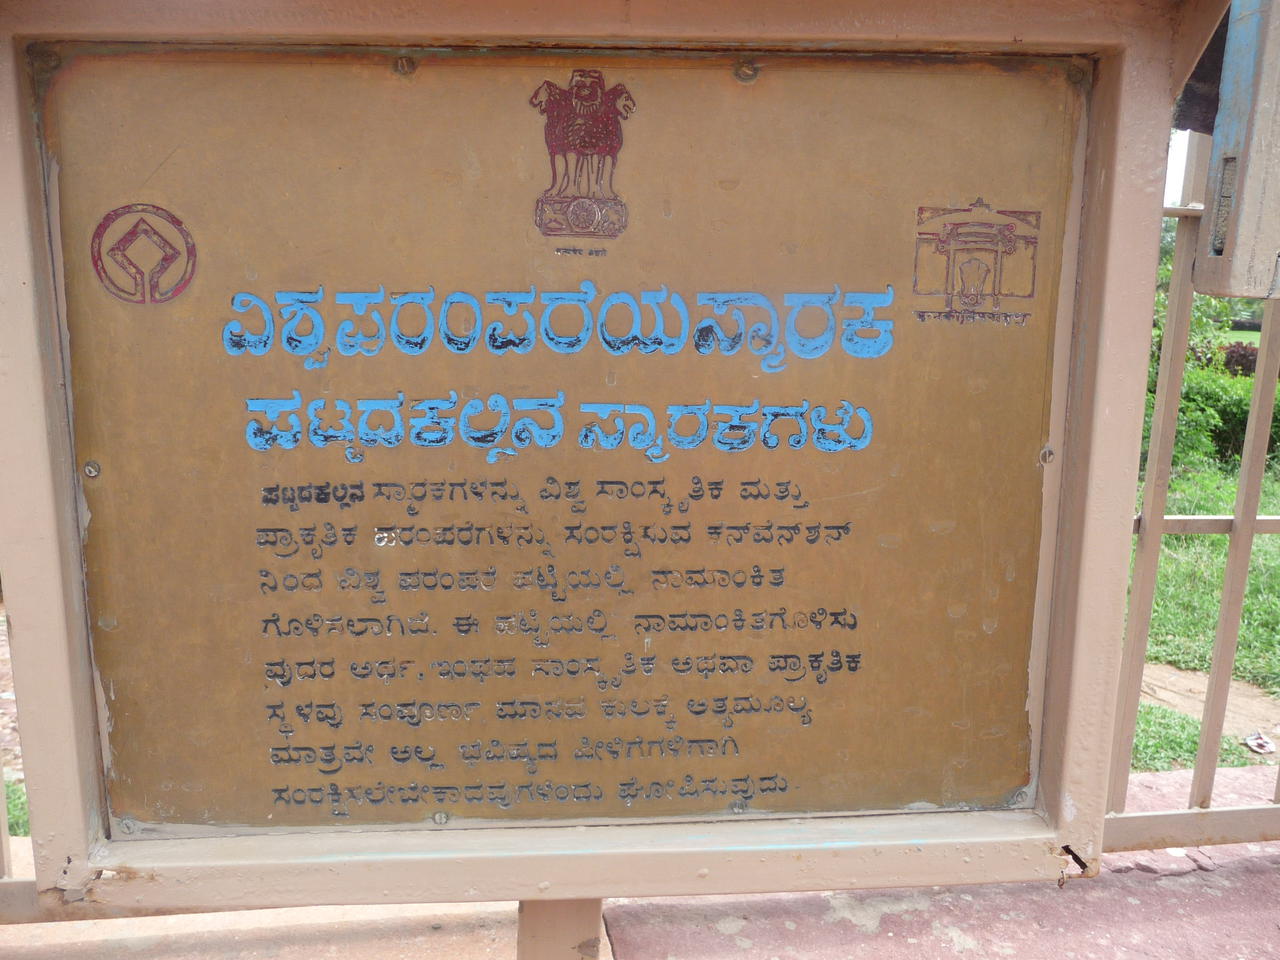 ವಿಶ್ವಪರಂಪರೆಯಸ್ಮಾರಕ
ಪಟ್ಟದಕಲ್ಲಿನ ಸ್ಮಾರಕಗಳು
ಪಟ್ಟದಕಲ್ಲಿನ ಸ್ಮಾರಕಗಳನ್ನು ವಿಶ್ವ ಸಾಂಸ್ಕೃತಿಕ ಮತ್ತು
ಪ್ರಾಕೃತಿಕ ಪರಂಪರೆಗಳನ್ನು ಸಂರಕ್ಷಿಸುವ ಕನ್‌ವೆನ್‌ಶನ್
ನಿಂದ ವಿಶ್ವ ಪರಂಪರೆ ಪಟ್ಟಿಯಲ್ಲಿ ನಾಮಾಂಕಿತ
ಗೊಳಿಸಲಾಗಿದೆ. ಈ ಪಟ್ಟಿಯಲ್ಲಿ ನಾಮಾಂಕಿತಗೊಳಿಸು
ವುದರ ಅರ್ಥ, ಇಂಥಹ ಸಾಂಸ್ಕೃತಿಕ ಅಥವಾ ಪ್ರಾಕೃತಿಕ
ಸ್ಥಳವು ಸಂಪೂರ್ಣ ಮಾನವ ಕುಲಕ್ಕೆ ಅತ್ಯಮೂಲ್ಯ
ಮಾತ್ರವೇ ಅಲ್ಲ ಭವಿಷ್ಯದ ಪೀಳಿಗೆಗಳಿಗಾಗಿ
ಸಂರಕ್ಷಿಸಲೇಬೇಕಾದವುಗಳೆಂದು ಘೋಷಿಸುವುದು.